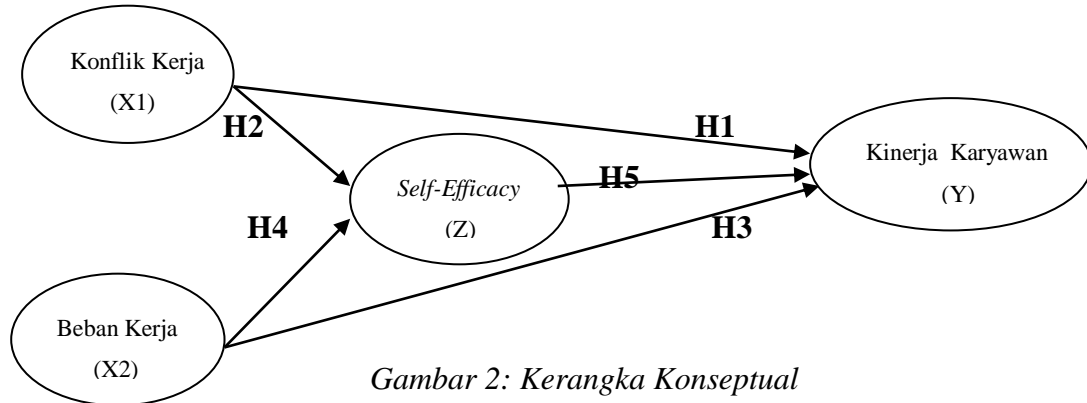 Konflik Kerja
(X1)
H2
H1
Kinerja Karyawan
(Y)
Self-Efficacy
(Z)
H5
H4
H3
Beban Kerja
(X2)
Gambar 2: Kerangka Konseptual